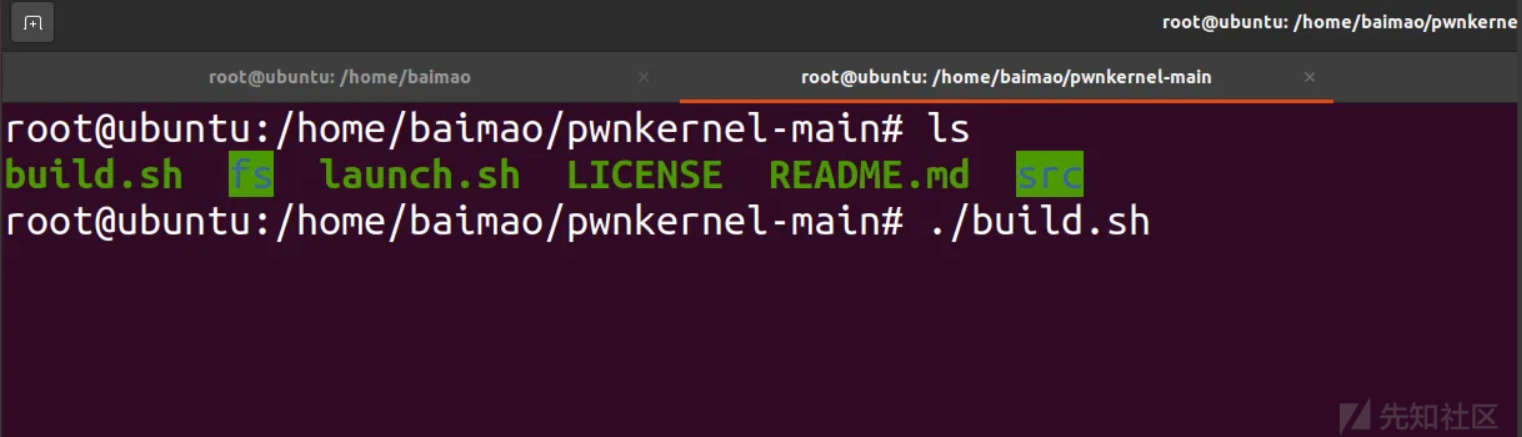 root@ubuntu: /home/baimao/pwnkerne
root@ubuntu: /home/baimao × root@ubuntu: /home/baimao/pwnkernel-main ×
root@ubuntu:/home/baimao/pwnkernel-main# ls
build.sh fs launch.sh LICENSE README.md src
root@ubuntu:/home/baimao/pwnkernel-main# ./build.sh
先知社区